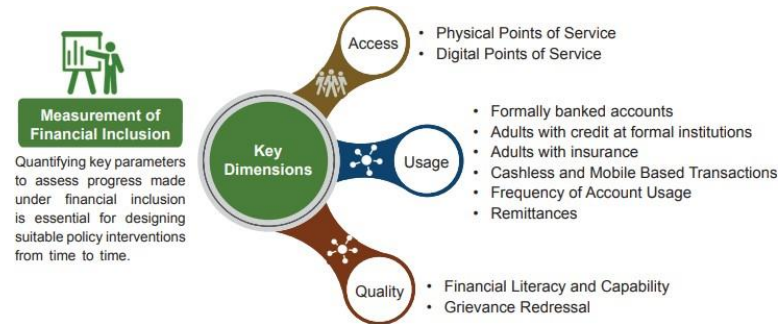 Measurement of
Financial Inclusion
Quantifying key parameters
to assess progress made
under financial inclusion
is essential for designing
suitable policy interventions
from time to time.
Key
Dimensions
Access
• Physical Points of Service
• Digital Points of Service
Usage
• Formally banked accounts
• Adults with credit at formal institutions
• Adults with insurance
• Cashless and Mobile Based Transactions
• Frequency of Account Usage
• Remittances
Quality
• Financial Literacy and Capability
• Grievance Redressal